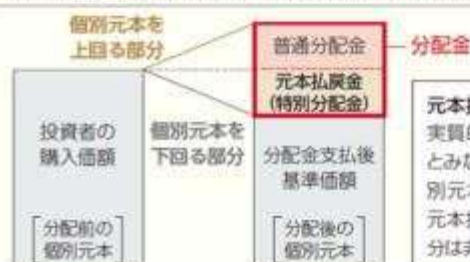 個別元本を
上回る部分
普通分配金
分配金
元本払戻金
(特別分配金)
投資者の
購入価額
個別元本を
下回る部分
分配金支払後
基準価額
分配前の
個別元本
分配後の
個別元本
元本払
実質
とみな
別元本
元本払
分は非